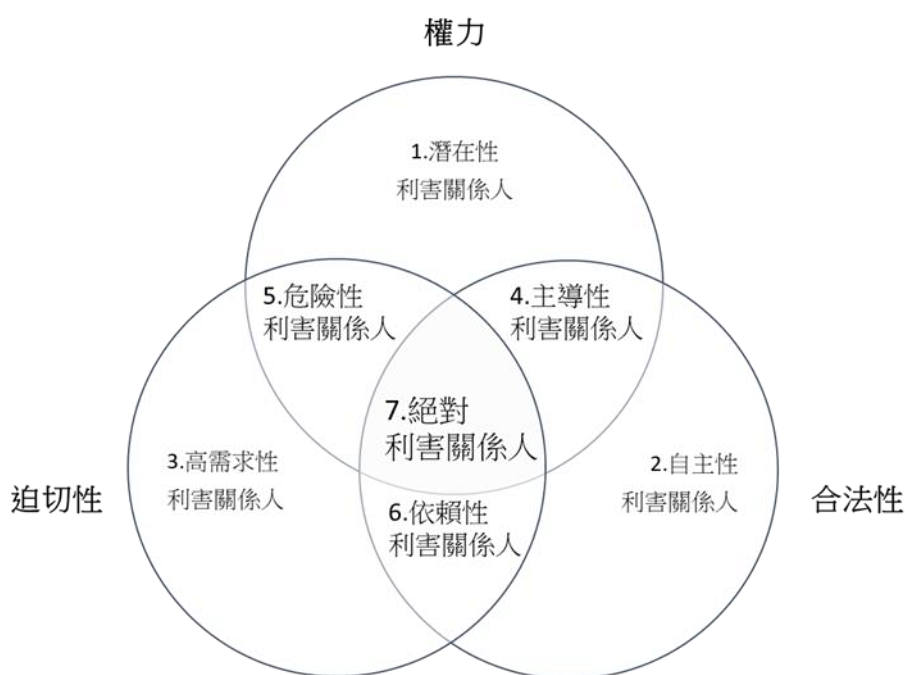 權力
1.潛在性
利害關係人
5.危險性
利害關係人
4.主導性
利害關係人
7.絕對
利害關係人
3.高需求性
利害關係人
2.自主性
利害關係人
迫切性
合法性
6.依賴性
利害關係人